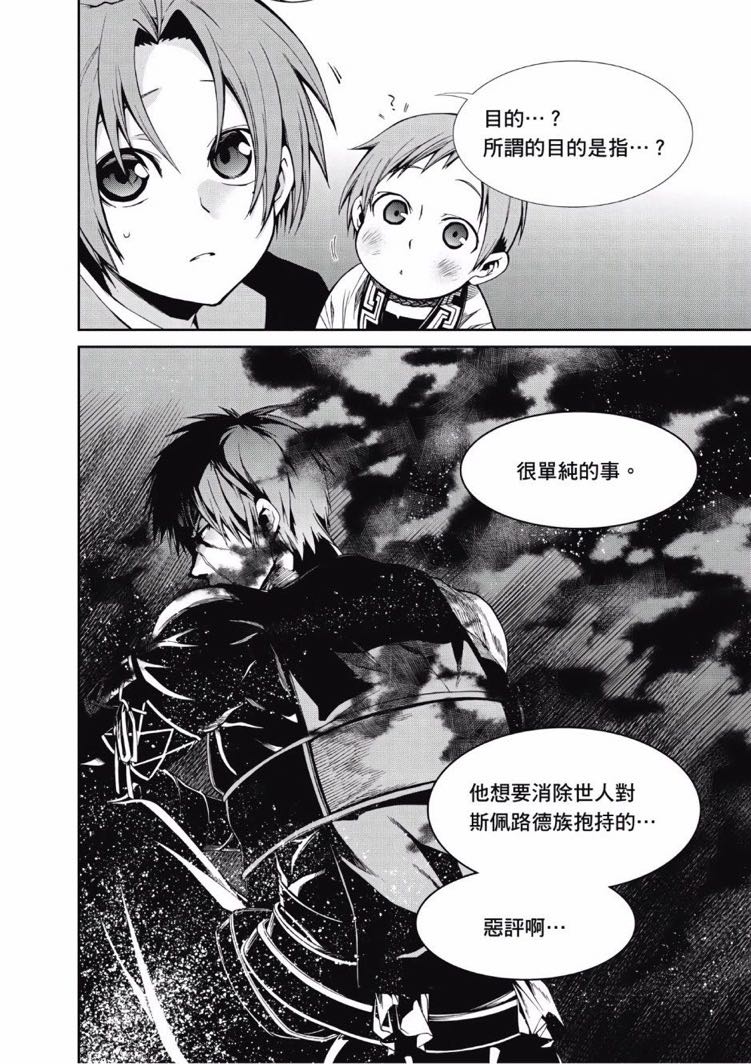 目的…？
所謂的目的是指…？
?
很單純的事。
他想要消除世人對
斯佩路德族抱持的…
惡評啊…